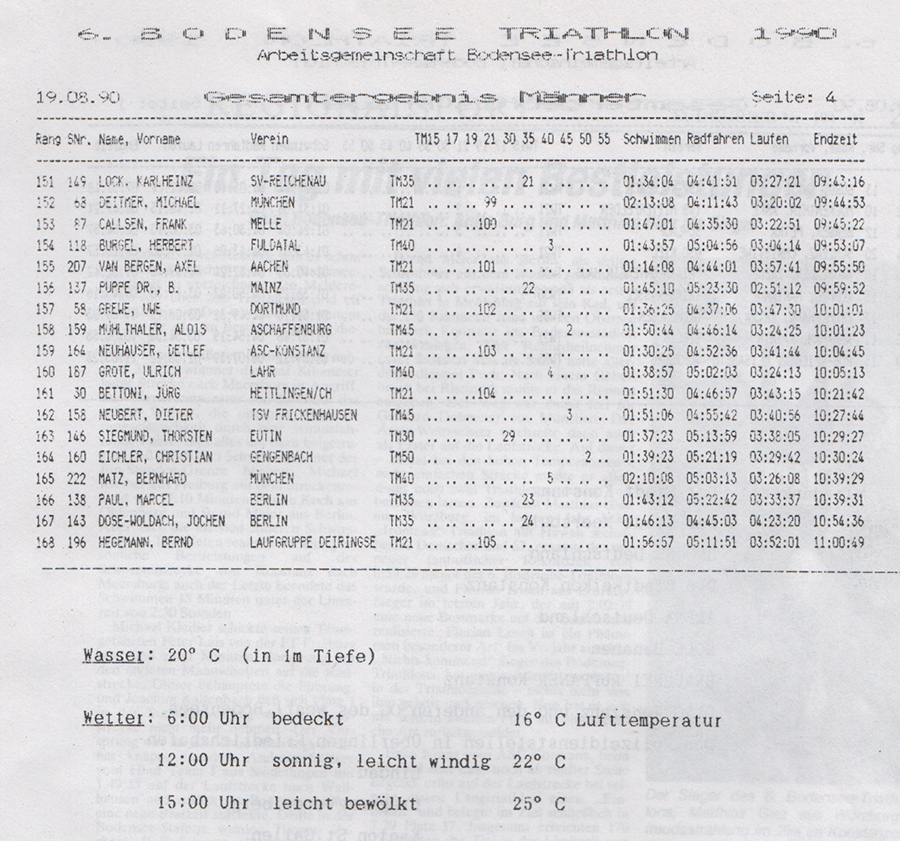 6. BODENSEE TRIATHLON 1990
Arbeitsgemeinschaft Bodensee-Triathlon
19.08.90 Gesamtergebnis Männer Seite: 4
Rang SNr. Name, Vorname Verein TM15 17 19 21 30 35 40 45 50 55 Schwimmen Radfahren Laufen Endzeit
151 149 LOCK, KARLHEINZ SV-REICHENAU TM35 .. .. .. .. .. 21 .. .. .. .. 01:34:04 04:41:51 03:27:21 09:43:16
152 68 DEITMER, MICHAEL MÜNCHEN TM21 .. .. .. 99 .. .. .. .. .. .. 02:13:08 04:11:43 03:20:02 09:44:53
153 87 CALLSEN, FRANK MELLE TM21 .. .. ..100 .. .. .. .. .. .. 01:47:01 04:35:30 03:22:51 09:45:22
154 118 BURGEL, HERBERT FULDATAL TM40 .. .. .. .. .. .. 3 .. .. .. 01:43:57 05:04:56 03:04:14 09:53:07
155 207 VAN BERGEN, AXEL AACHEN TM21 .. .. ..101 .. .. .. .. .. .. 01:14:08 04:44:01 03:57:41 09:55:50
156 137 PUPPE DR., B. MAINZ TM35 .. .. .. .. .. 22 .. .. .. .. 01:45:10 05:23:30 02:51:12 09:59:52
157 58 GREWE, UWE DORTMUND TM21 .. .. ..102 .. .. .. .. .. .. 01:36:25 04:37:06 03:47:30 10:01:01
158 159 MÜHLTHALER, ALOIS ASCHAFFENBURG TM45 .. .. .. .. .. .. .. 2 .. .. 01:50:44 04:46:14 03:24:25 10:01:23
159 164 NEUHAUSER, DETLEF ASC-KONSTANZ TM21 .. .. ..103 .. .. .. .. .. .. 01:30:25 04:52:36 03:41:44 10:04:45
160 187 GROTE, ULRICH LAHR TM40 .. .. .. .. .. .. 4 .. .. .. 01:38:57 05:02:03 03:24:13 10:05:13
161 30 BETTONI, JÜRG HETTLINGEN/CH TM21 .. .. ..104 .. .. .. .. .. .. 01:51:30 04:46:57 03:43:15 10:21:42
162 158 NEUBERT, DIETER TSV FRICKENHAUSEN TM45 .. .. .. .. .. .. .. 3 .. .. 01:51:06 04:55:42 03:40:56 10:27:44
163 146 SIEGMUND, THORSTEN EUTIN TM30 .. .. .. .. 29 .. .. .. .. .. 01:37:23 05:13:59 03:38:05 10:29:27
164 160 EICHLER, CHRISTIAN GENGENBACH TM50 .. .. .. .. .. .. .. .. 2 .. 01:39:23 05:21:19 03:29:42 10:30:24
165 222 MATZ, BERNHARD MÜNCHEN TM40 .. .. .. .. .. .. 5 .. .. .. 02:10:08 05:03:13 03:26:08 10:39:29
166 138 PAUL, MARCEL BERLIN TM35 .. .. .. .. .. 23 .. .. .. .. 01:43:12 05:22:42 03:33:37 10:39:31
167 143 DOSE-WOLDACH, JOCHEN BERLIN TM35 .. .. .. .. .. 24 .. .. .. .. 01:46:13 04:45:03 04:23:20 10:54:36
168 196 HEGEMANN. BERND LAUFGRUPPE DEIRINGSE TM21 .. .. ..105 .. .. .. .. .. .. 01:56:57 05:11:51 03:52:01 11:00:49
Wasser: 20° C (in 1m Tiefe)
Wetter: 6:00 Uhr bedeckt 16° C Lufttemperatur
12:00 Uhr sonnig, leicht windig 22° C
15:00 Uhr leicht bewölkt 25° C